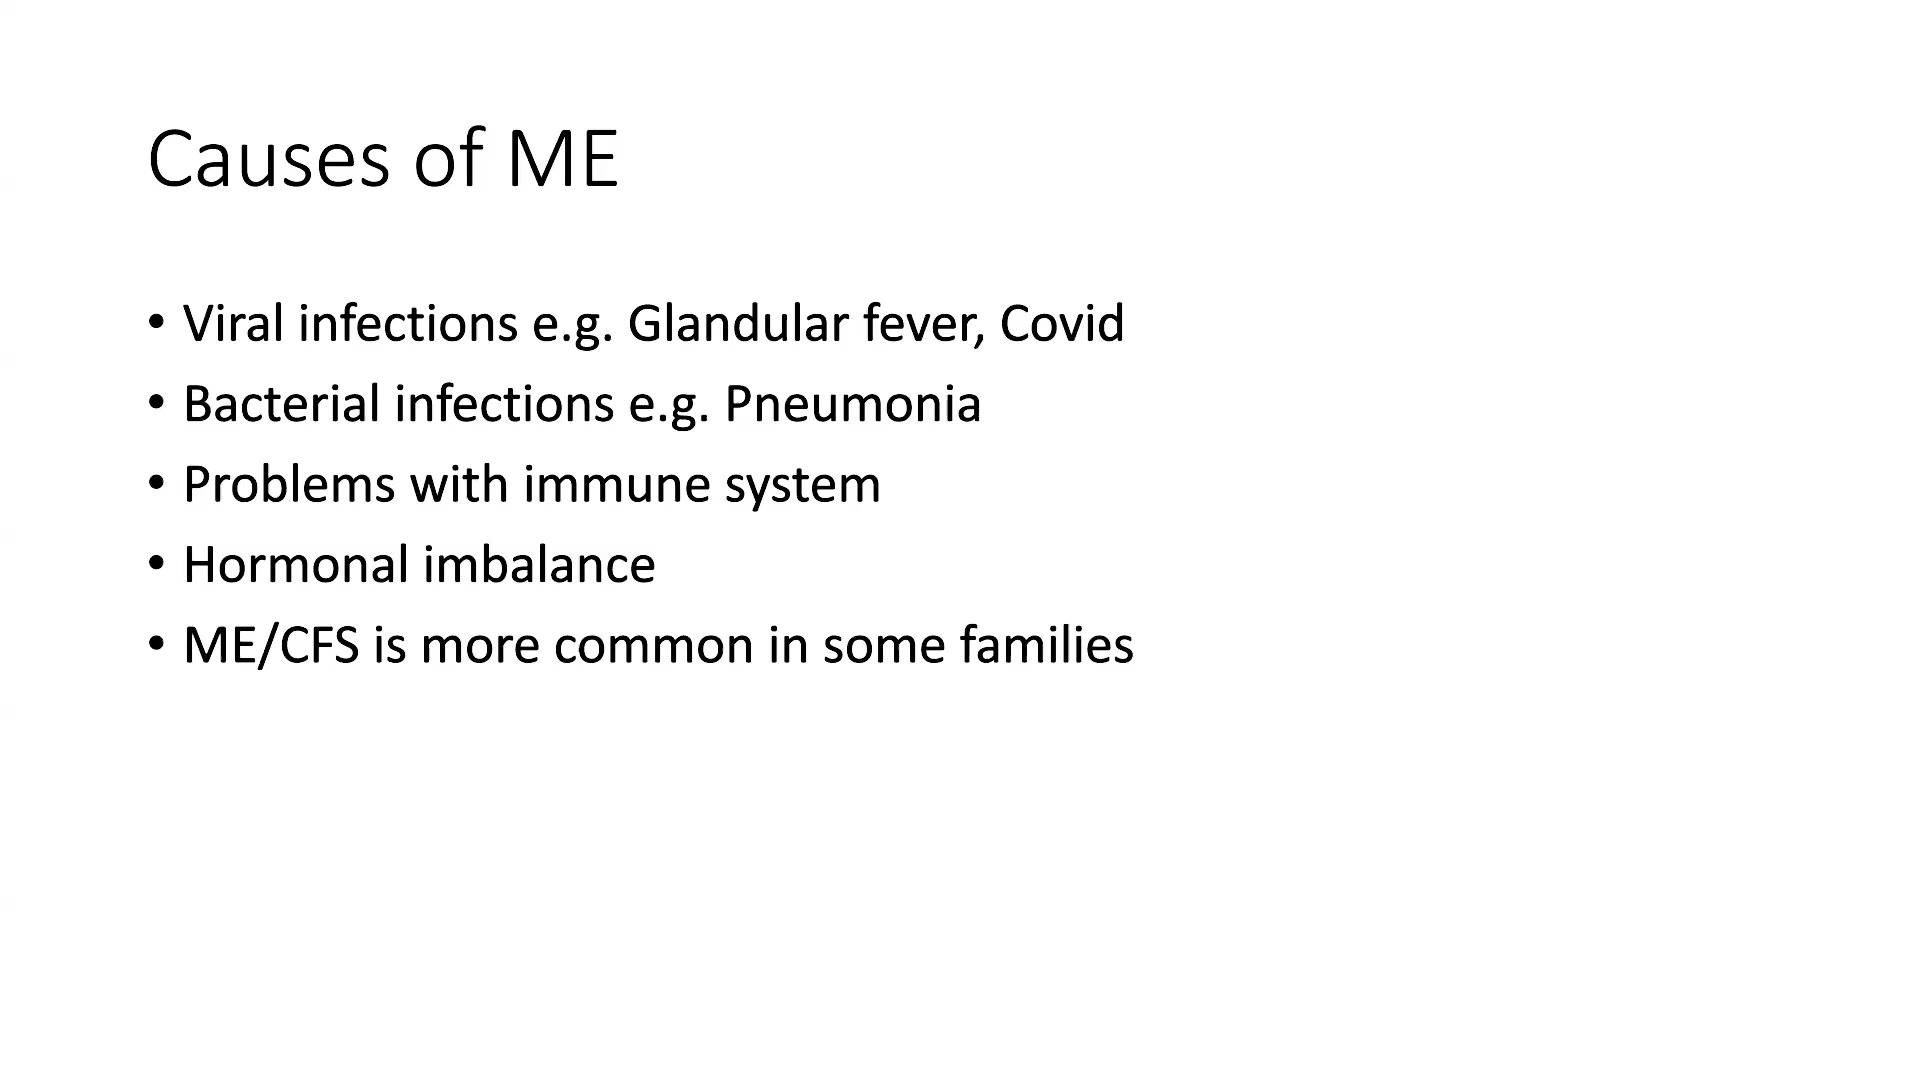 Causes of ME
• Viral infections e.g. Glandular fever, Covid
• Bacterial infections e.g. Pneumonia
• Problems with immune system
• Hormonal imbalance
• ME/CFS is more common in some families